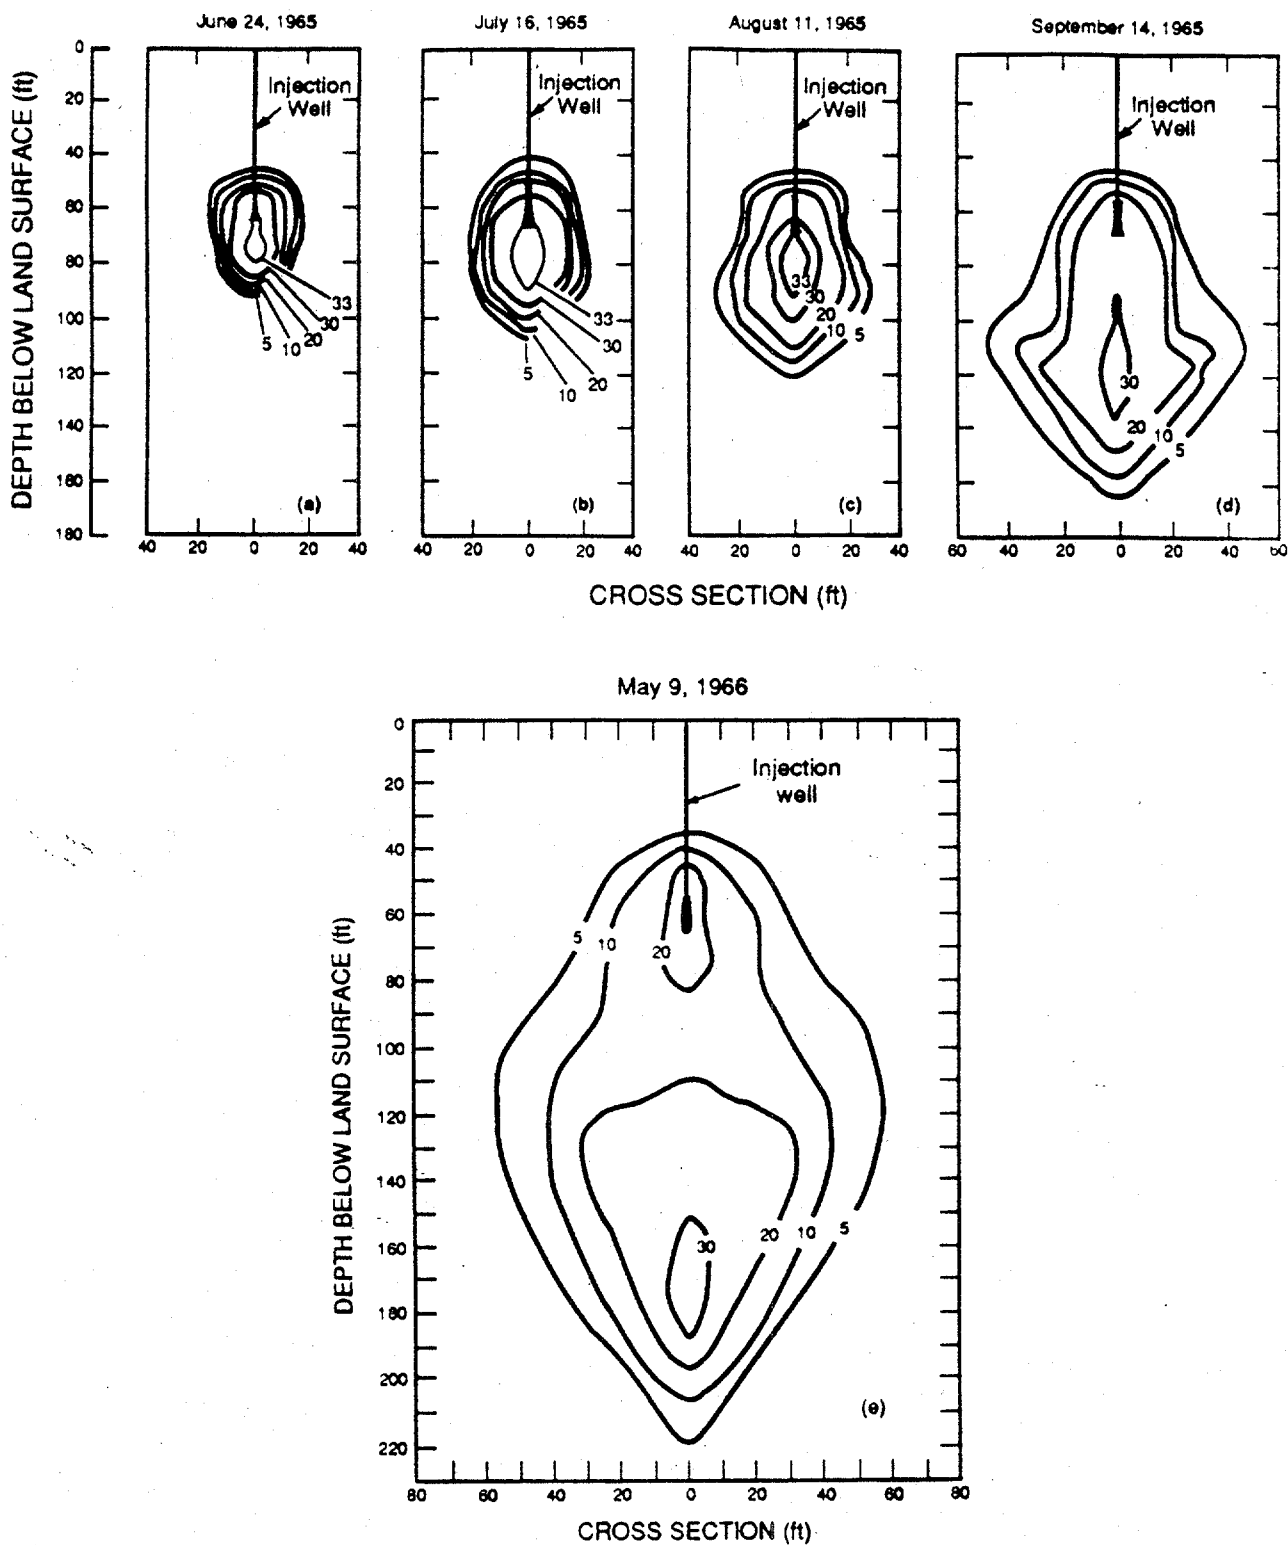 June 24, 1965
July 16, 1965
August 11, 1965
September 14, 1965
DEPTH BELOW LAND SURFACE (ft)
0
20
40
60
80
100
120
140
160
180
Injection
Well
33
30
20
10
5
(a)
40 20 0 20 40
Injection
Well
33
30
20
10
5
(b)
40 20 0 20 40
Injection
Well
33
30
20
10
5
(c)
40 20 0 20 40
Injection
Well
30
20
10
5
(d)
60 40 20 0 20 40 60
CROSS SECTION (ft)
May 9, 1966
DEPTH BELOW LAND SURFACE (ft)
0
20
40
60
80
100
120
140
160
180
200
220
Injection
well
5 10 20
30 20 10 5
(e)
80 60 40 20 0 20 40 60 80
CROSS SECTION (ft)